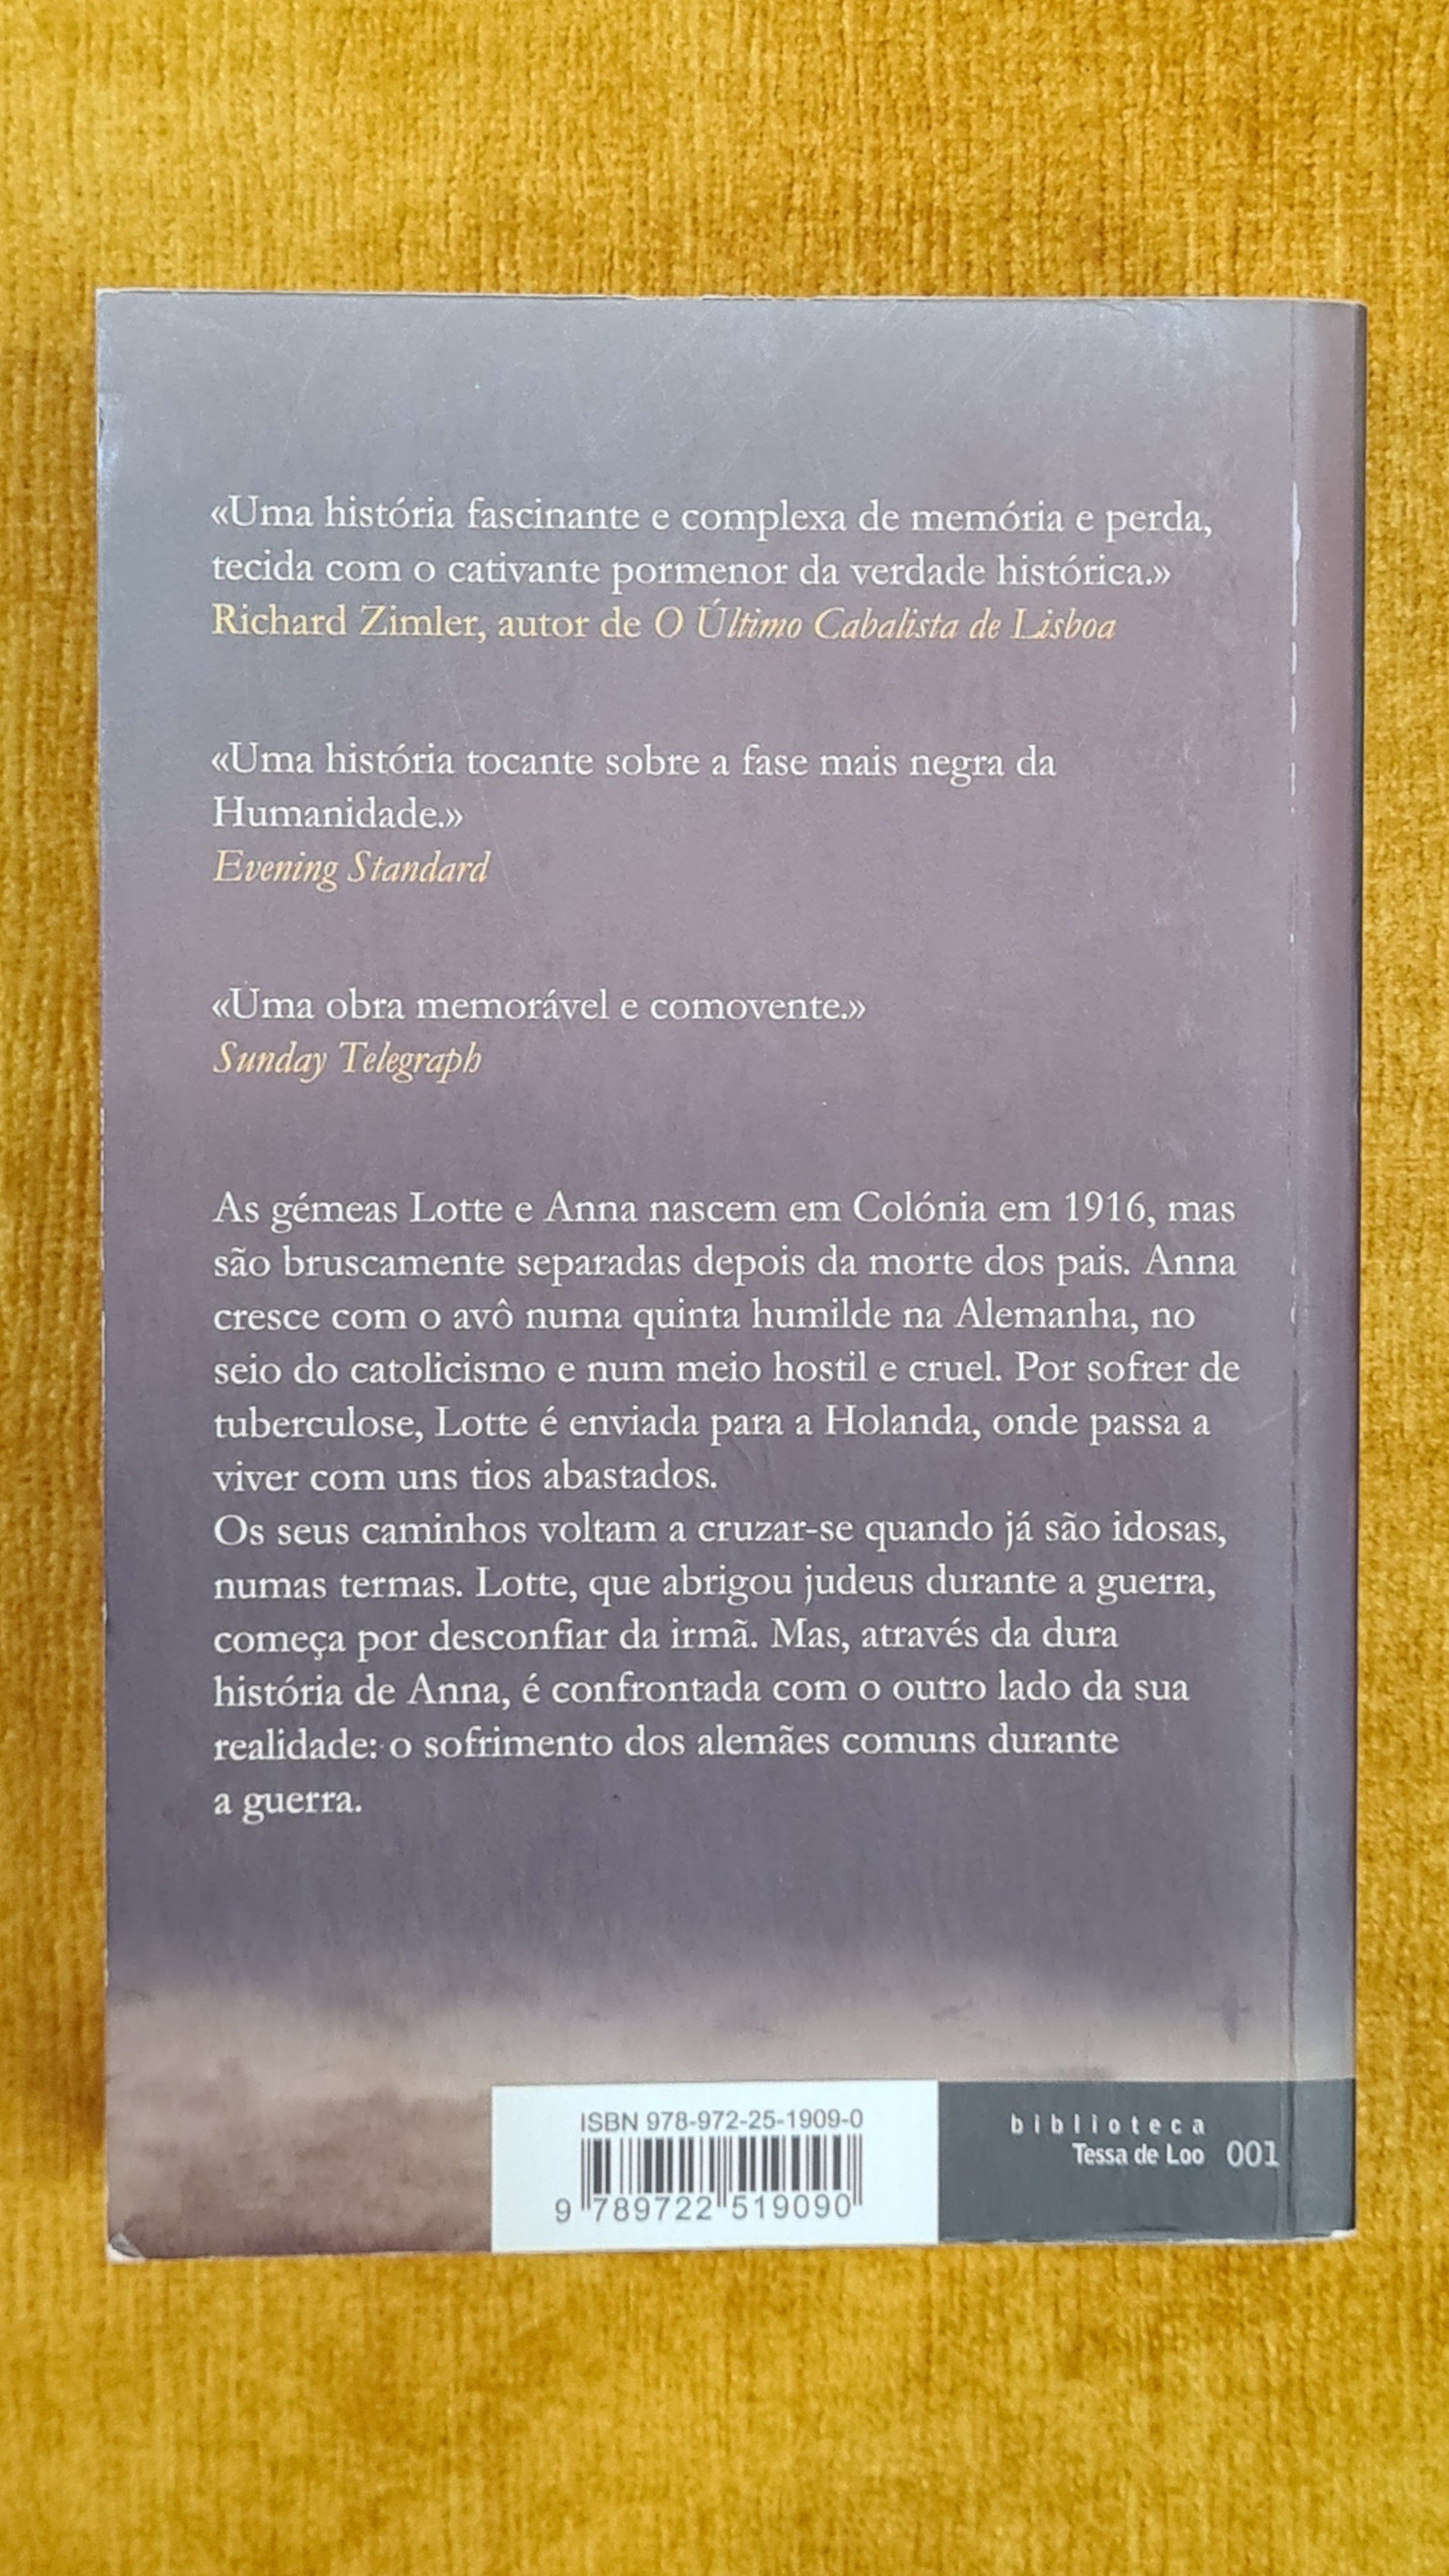 «Uma história fascinante e complexa de memória e perda,
tecida com o cativante pormenor da verdade histórica.»
Richard Zimler, autor de O Último Cabalista de Lisboa
«Uma história tocante sobre a fase mais negra da
Humanidade.»
Evening Standard
«Uma obra memorável e comovente.»
Sunday Telegraph
As gémeas Lotte e Anna nascem em Colónia em 1916, mas
são bruscamente separadas depois da morte dos pais. Anna
cresce com o avô numa quinta humilde na Alemanha, no
seio do catolicismo e num meio hostil e cruel. Por sofrer de
tuberculose, Lotte é enviada para a Holanda, onde passa a
viver com uns tios abastados.
Os seus caminhos voltam a cruzar-se quando já são idosas,
numas termas. Lotte, que abrigou judeus durante a guerra,
começa por desconfiar da irmã. Mas, através da dura
história de Anna, é confrontada com o outro lado da sua
realidade: o sofrimento dos alemães comuns durante
a guerra.
ISBN 978-972-25-1909-0
9 789722 519090
biblioteca
Tessa de Loo 001